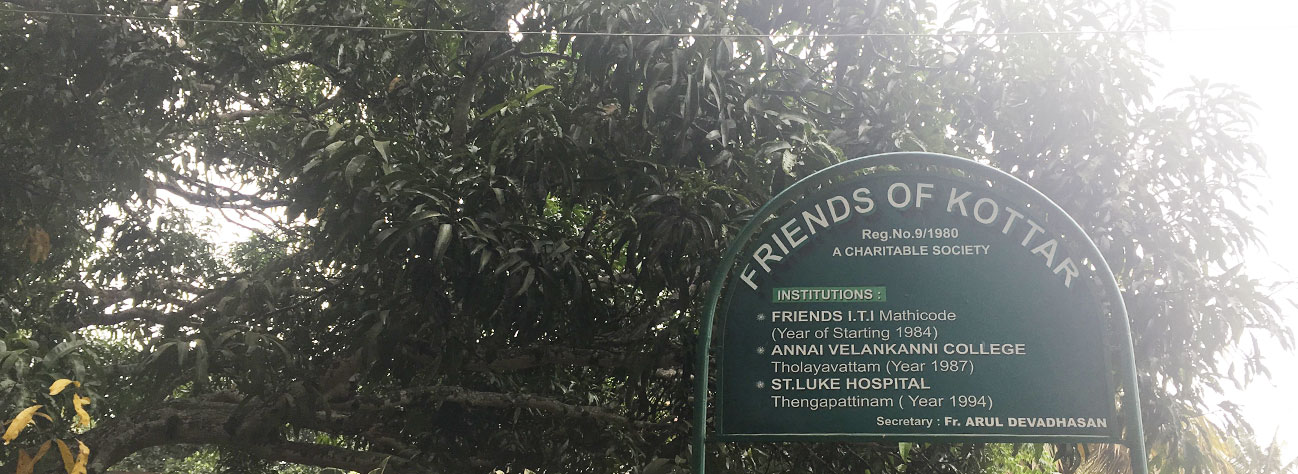 FRIENDS OF KOTTAR
Reg.No.9/1980
A CHARITABLE SOCIETY
INSTITUTIONS :
* FRIENDS I.T.I Mathicode
(Year of Starting 1984)
* ANNAI VELANKANNI COLLEGE
Tholayavattam (Year 1987)
* ST.LUKE HOSPITAL
Thengapattinam ( Year 1994)
Secretary : Fr. ARUL DEVADHASAN